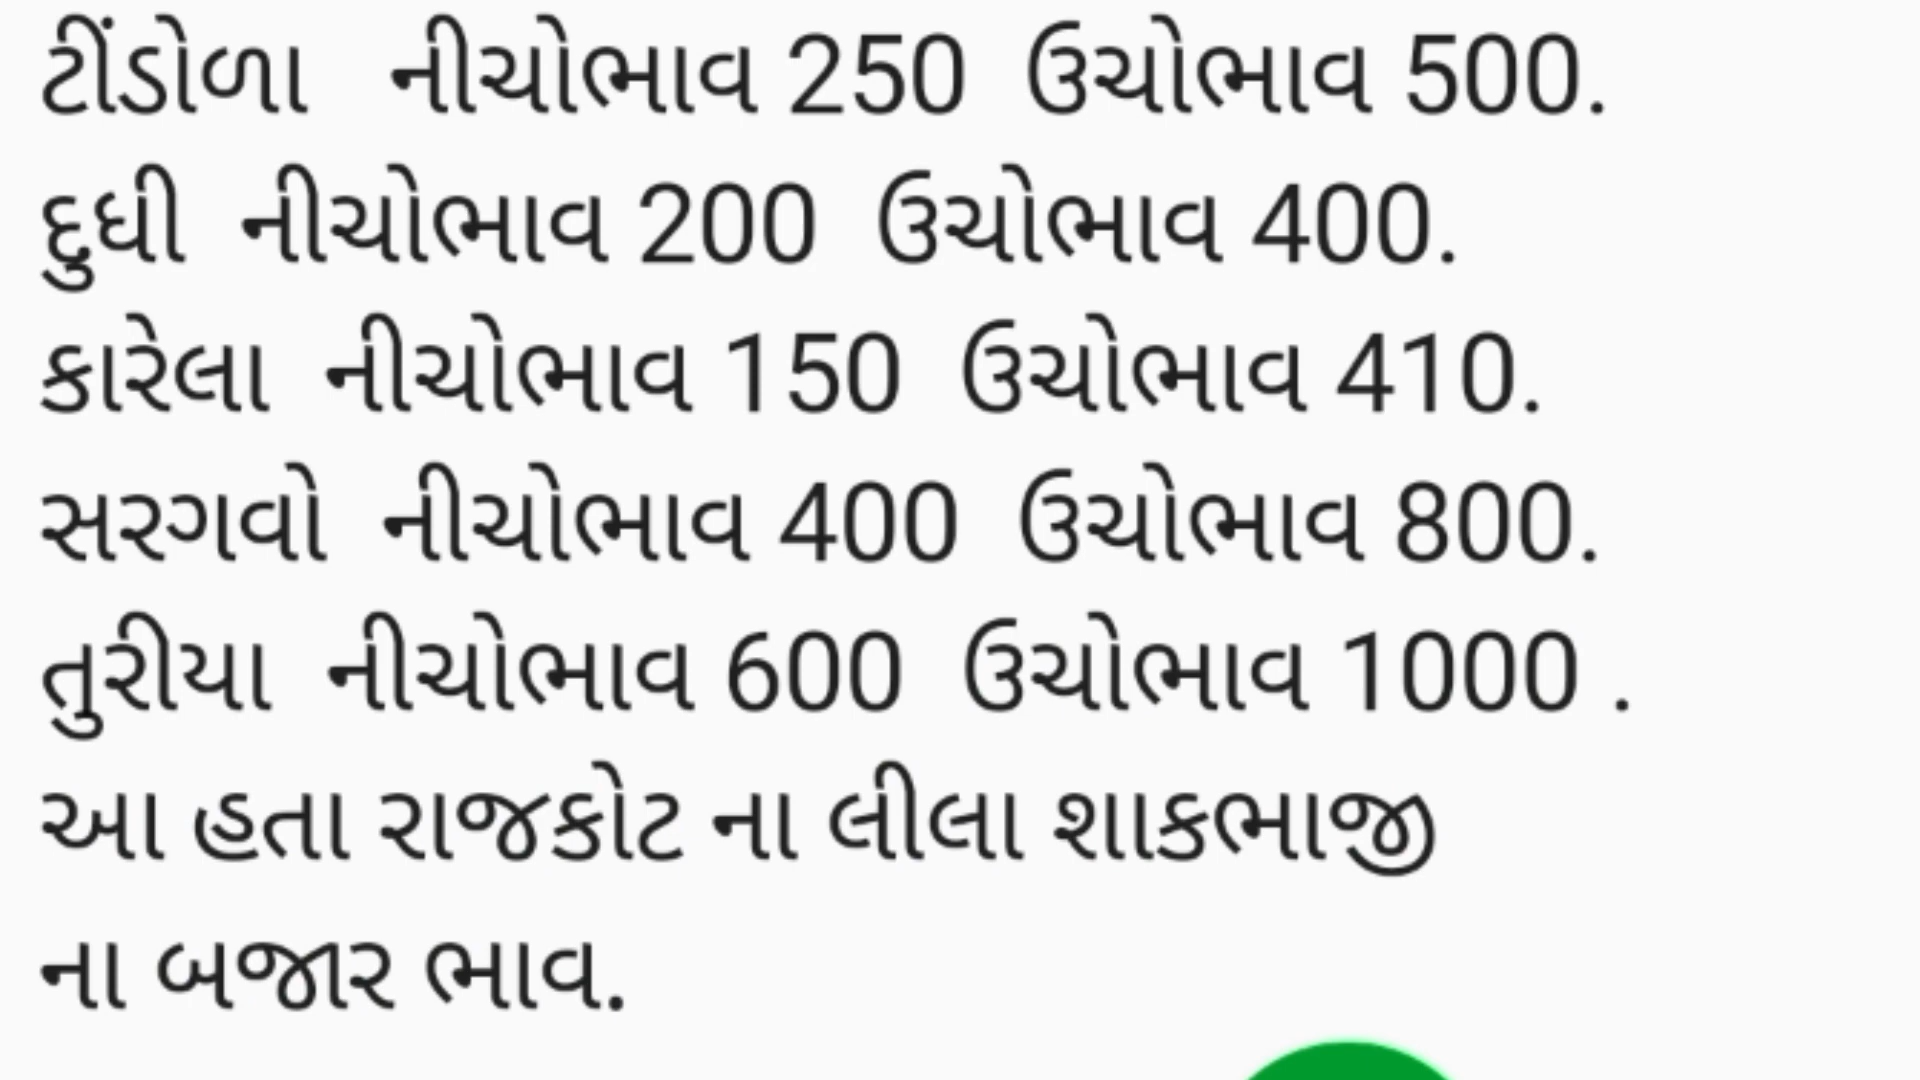 ટીંડોળા નીચોભાવ 250 ઉચોભાવ 500.
દુધી નીચોભાવ 200 ઉચોભાવ 400.
કારેલા નીચોભાવ 150 ઉચોભાવ 410.
સરગવો નીચોભાવ 400 ઉચોભાવ 800.
તુરીયા નીચોભાવ 600 ઉચોભાવ 1000 .
આ હતા રાજકોટ ના લીલા શાકભાજી
ના બજાર ભાવ.